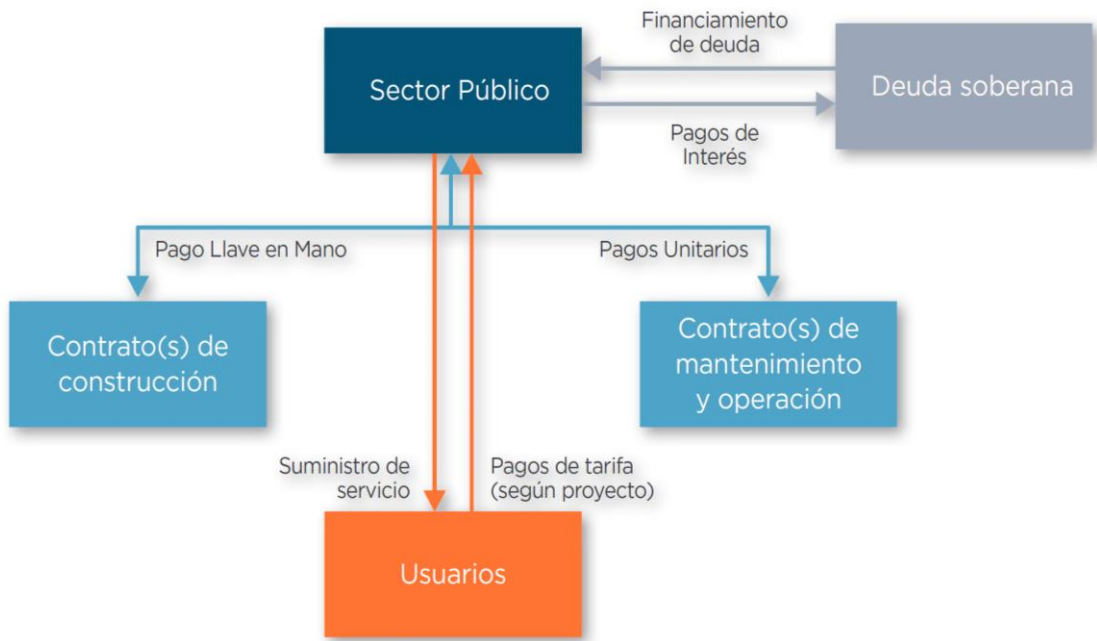 Financiamiento
de deuda
Sector Público
Deuda soberana
Pagos de
Interés
Pago Llave en Mano
Pagos Unitarios
Contrato(s) de
construcción
Contrato(s) de
mantenimiento
y operación
Suministro de
servicio
Pagos de tarifa
(según proyecto)
Usuarios